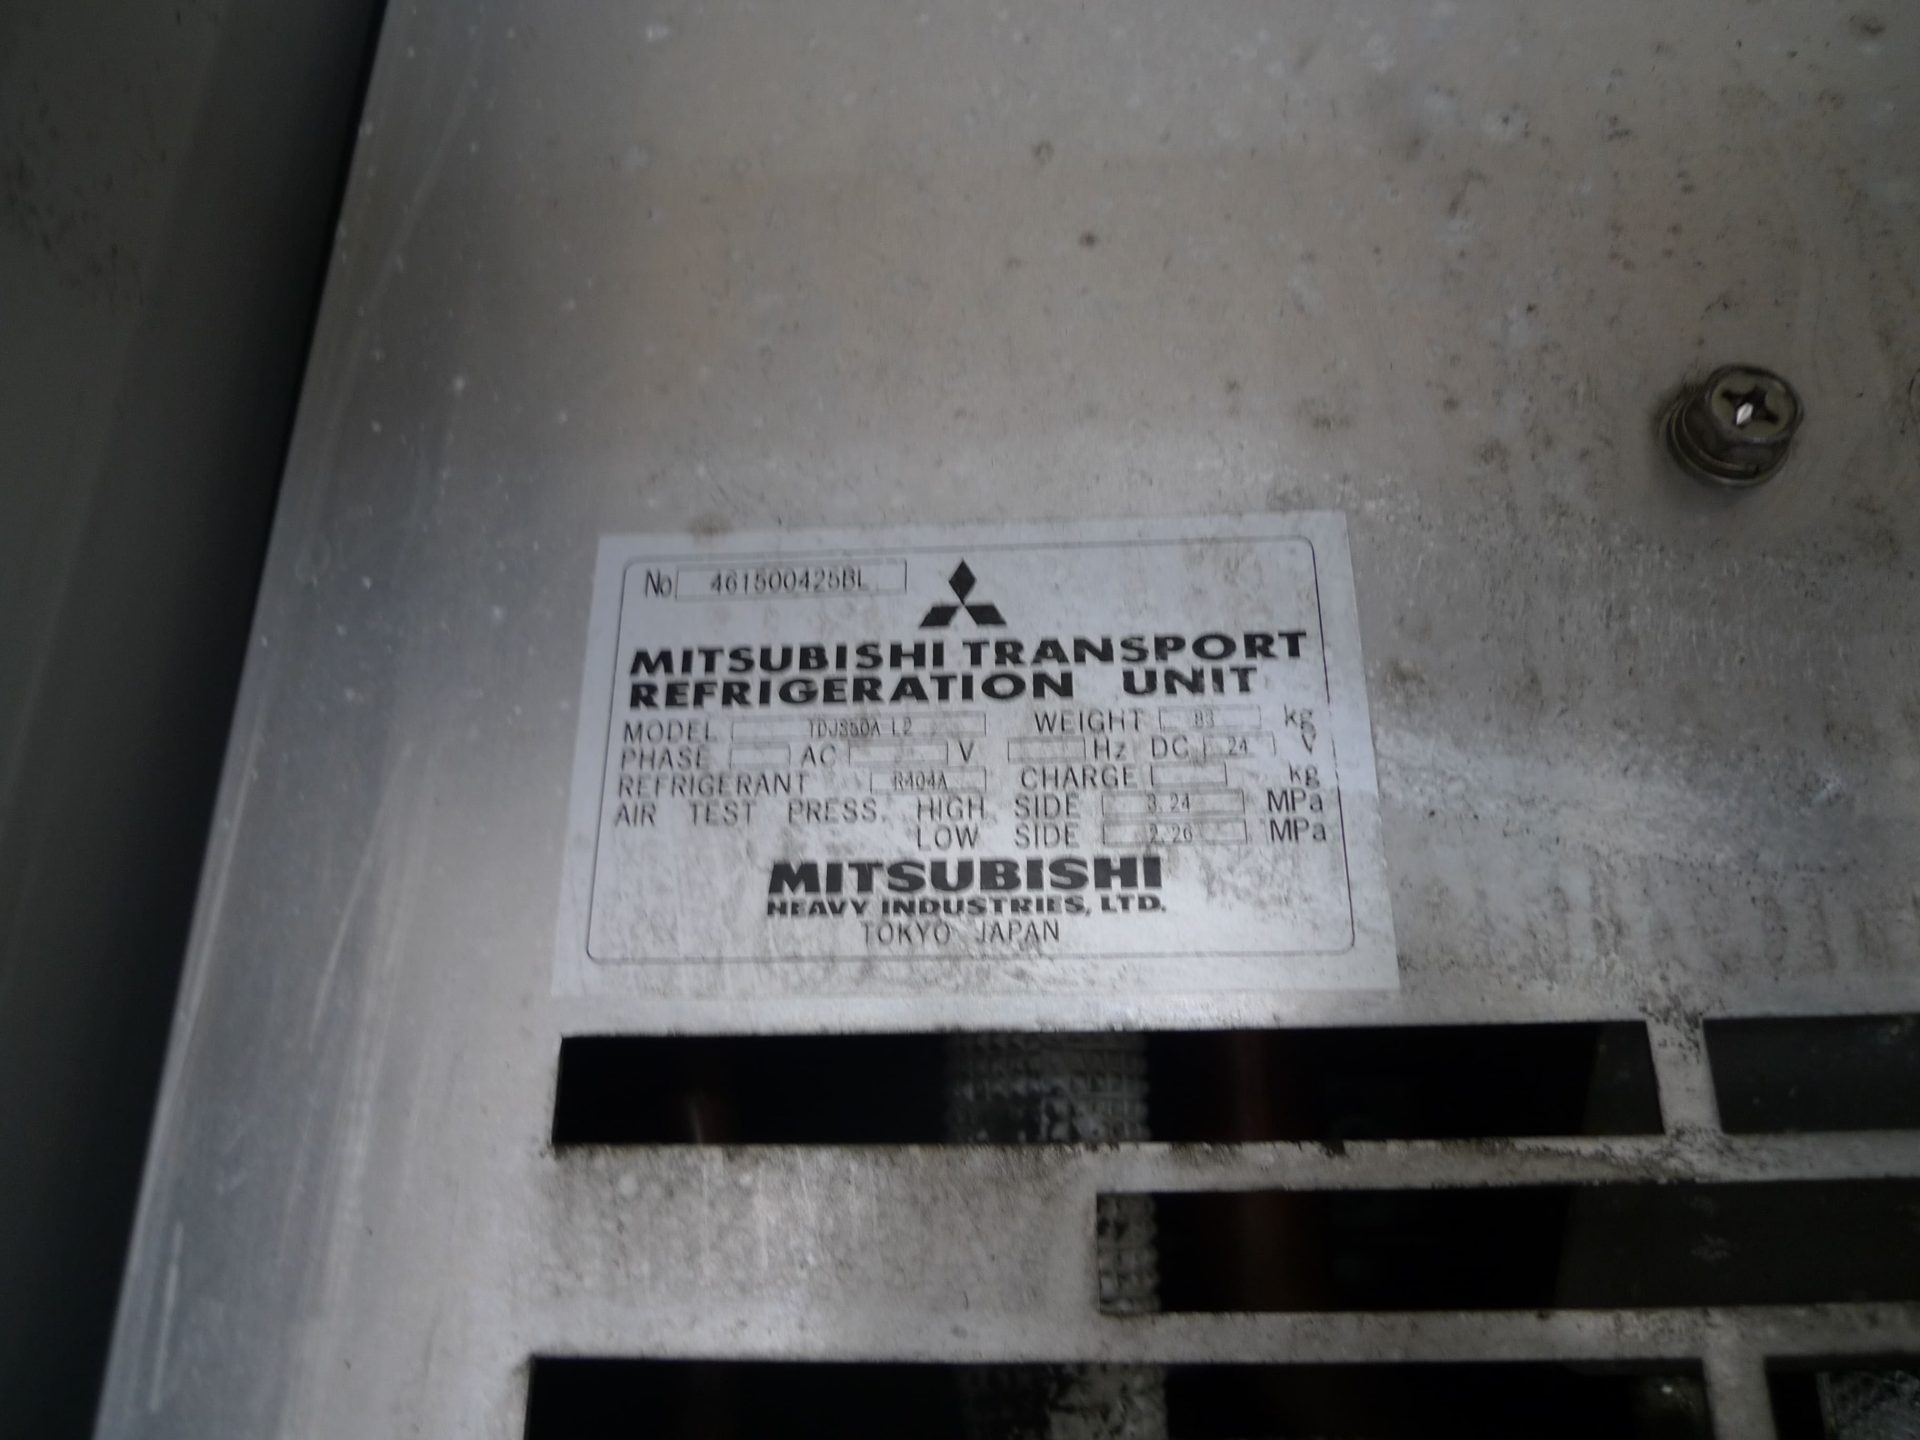 No 461500425BL
MITSUBISHI TRANSPORT
REFRIGERATION UNIT
MODEL TDJS50A L2 WEIGHT kg
PHASE AC V Hz DC 24 V
REFRIGERANT R404A CHARGE kg
AIR TEST PRESS. HIGH SIDE 3.24 MPa
LOW SIDE 2.26 MPa
MITSUBISHI
HEAVY INDUSTRIES, LTD.
TOKYO JAPAN